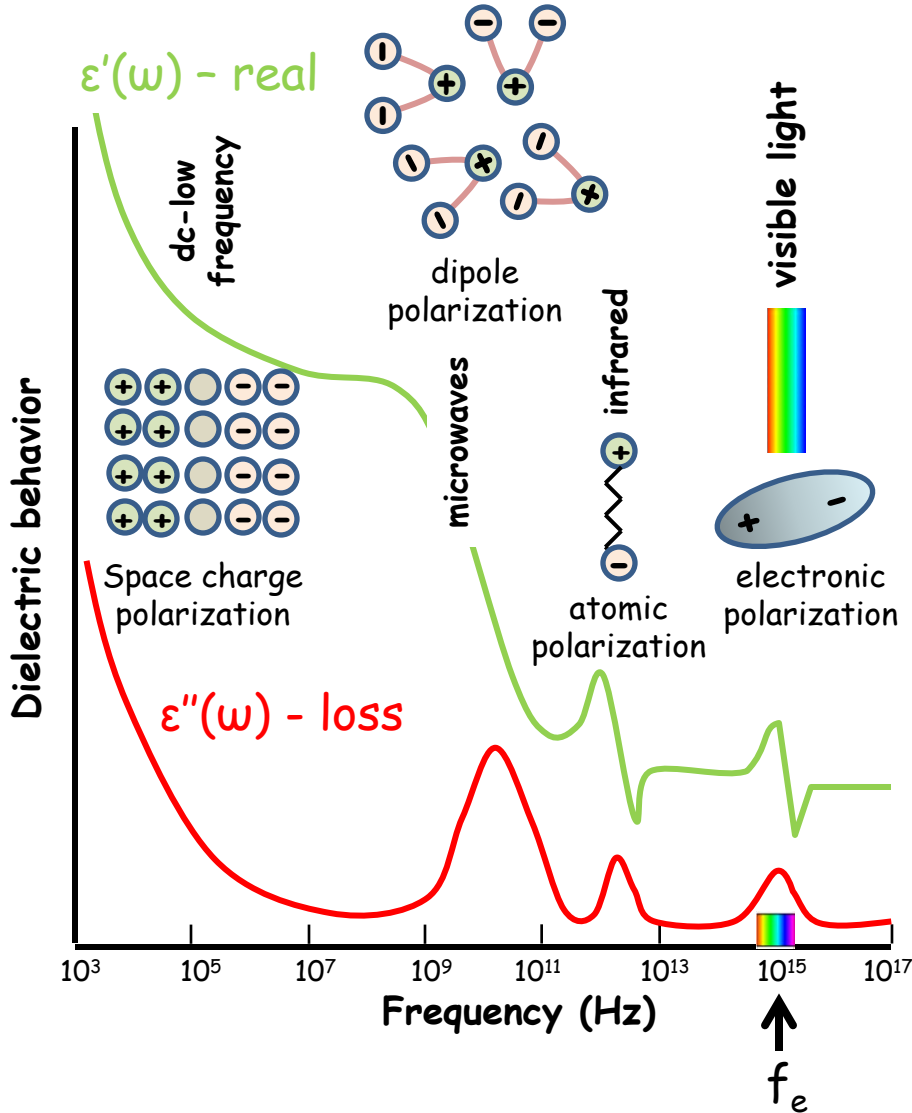 ε'(ω) – real
dc-low
frequency
+ + − −
+ + − −
+ + − −
+ + − −
Space charge
polarization
− − − −
+ +
− − − −
+ +
dipole
polarization
microwaves
infrared
+
−
atomic
polarization
visible light
+ −
electronic
polarization
Dielectric behavior
ε''(ω) - loss
10³ 10⁵ 10⁷ 10⁹ 10¹¹ 10¹³ 10¹⁵ 10¹⁷
Frequency (Hz)
fₑ